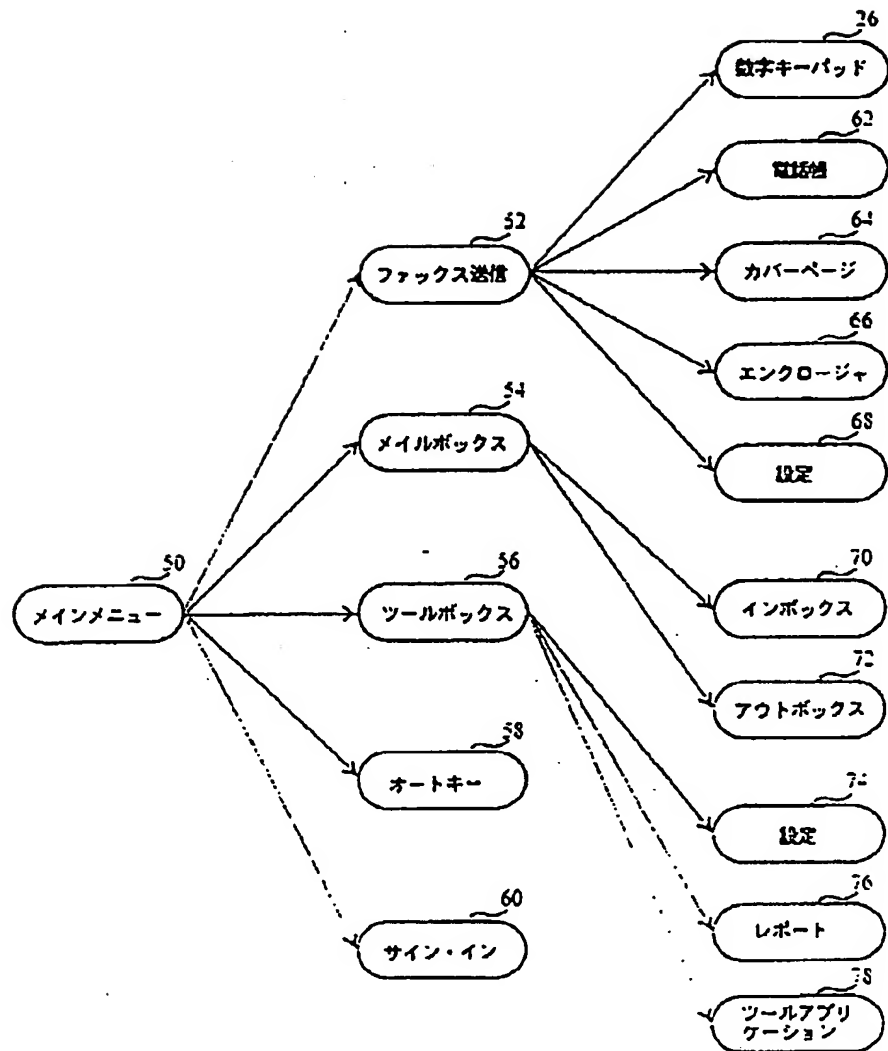 26
数字キーパッド
62
電話帳
64
カバーページ
52
ファックス送信
66
エンクロージャ
54
メイルボックス
68
設定
50
メインメニュー
56
ツールボックス
70
インボックス
72
アウトボックス
58
オートキー
74
設定
76
レポート
60
サイン・イン
78
ツールアプリ
ケーション